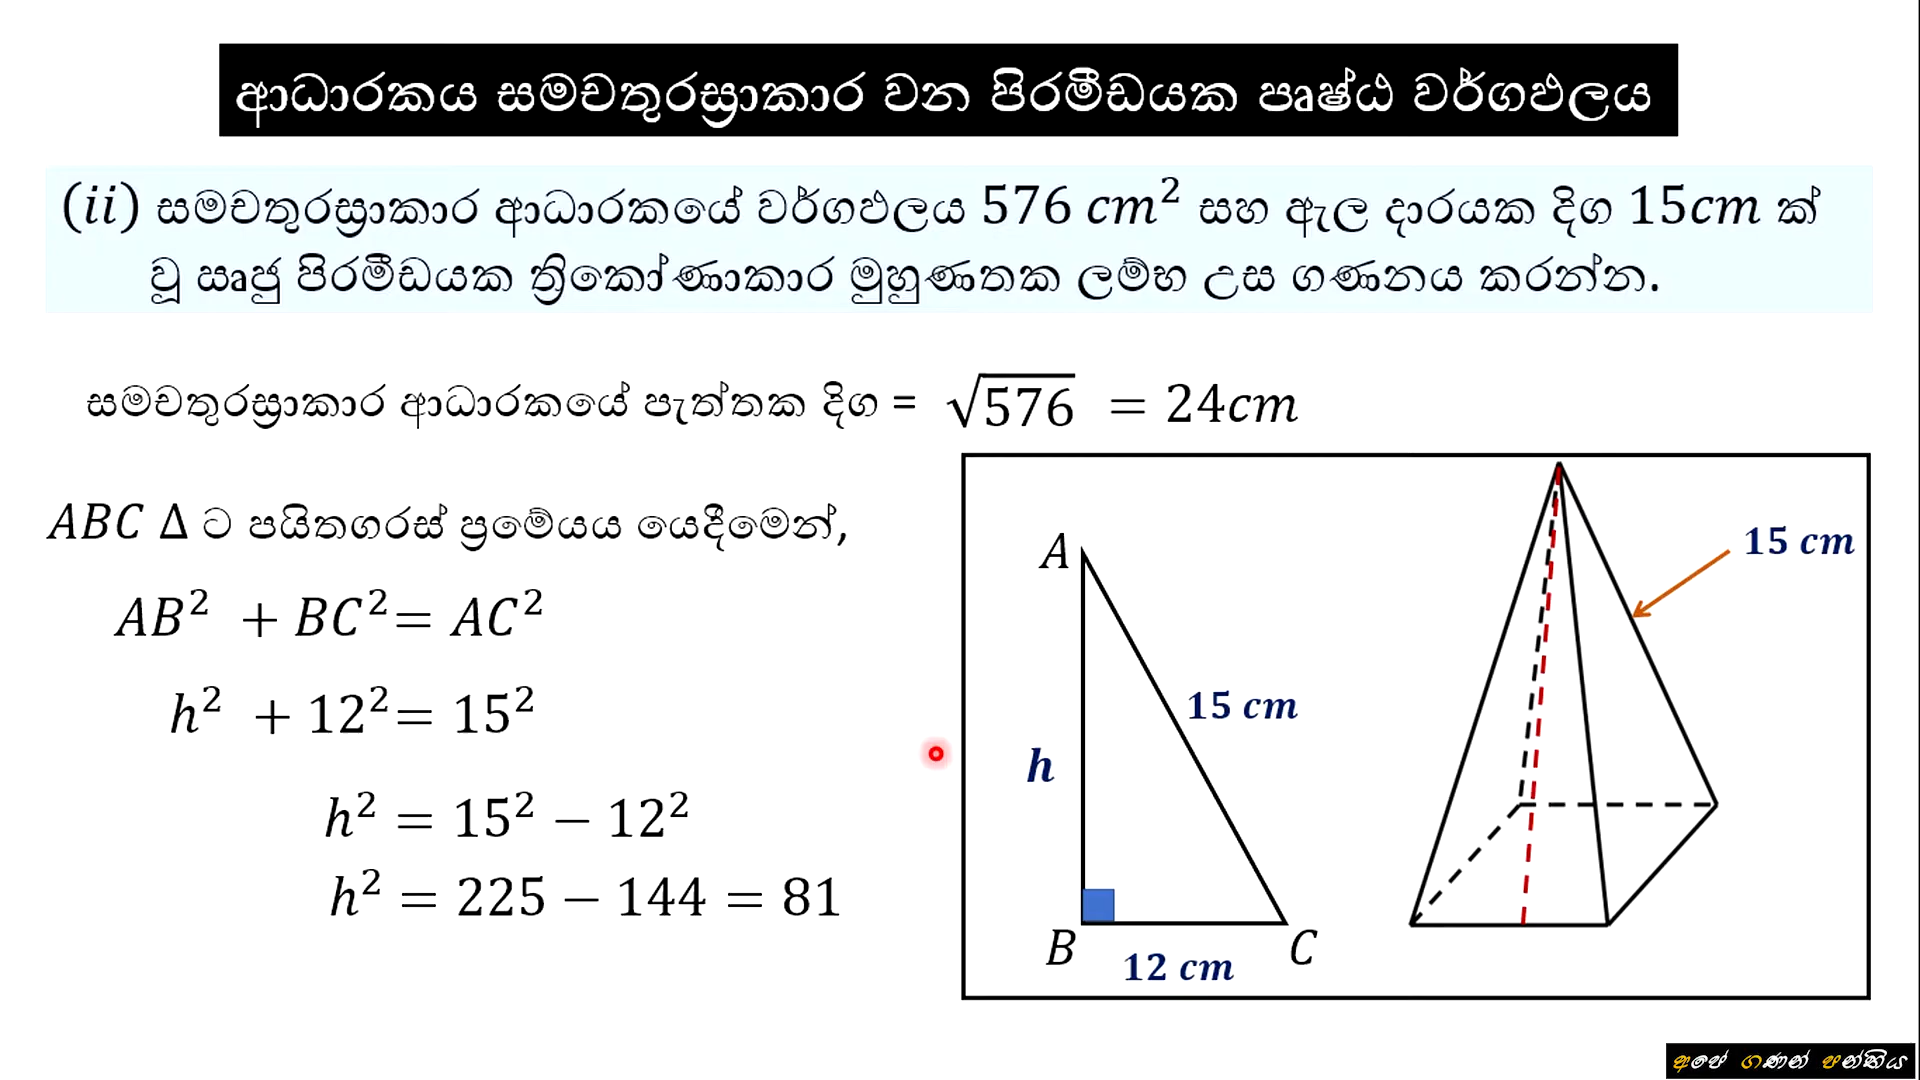 ආධාරකය සමචතුරස්‍රාකාර වන පිරමීඩයක පෘෂ්ඨ වර්ගඵලය
(ii) සමචතුරස්‍රාකාර ආධාරකයේ වර්ගඵලය 576 cm² සහ ඇල දාරයක දිග 15cm ක්
වූ ඍජු පිරමීඩයක ත්‍රිකෝණාකාර මුහුණතක ලම්භ උස ගණනය කරන්න.
සමචතුරස්‍රාකාර ආධාරකයේ පැත්තක දිග = √576 = 24cm
ABC Δ ට පයිතගරස් ප්‍රමේයය යෙදීමෙන්,
AB² + BC² = AC²
h² + 12² = 15²
h² = 15² − 12²
h² = 225 − 144 = 81
A
15 cm
h
B
12 cm
C
15 cm
අපේ ගණන් පන්තිය